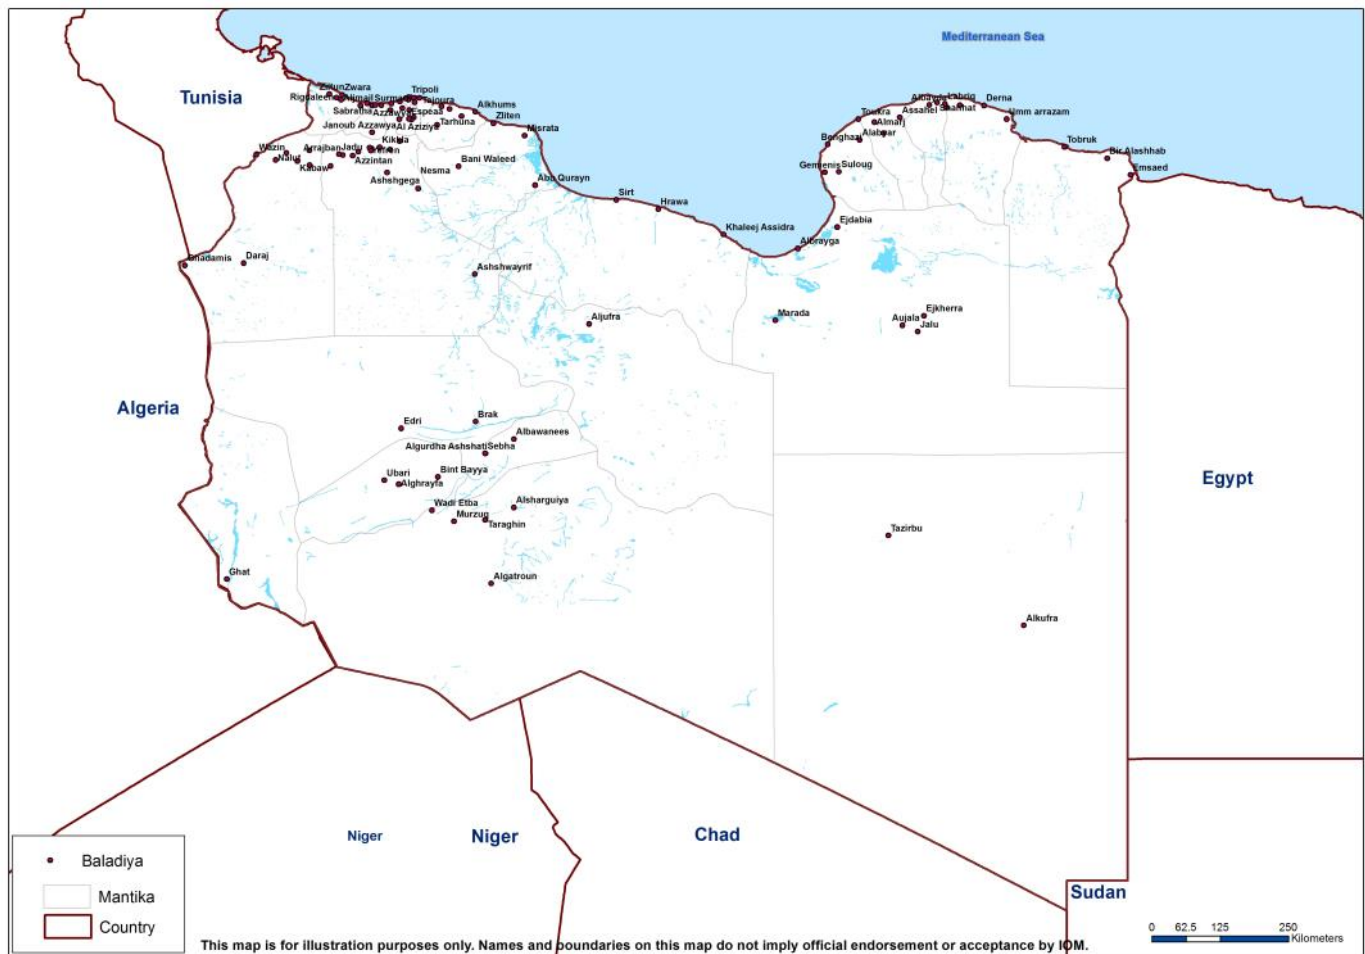 Mediterranean Sea
Tunisia
Zwara
Tripoli
Surman
Tajoura
Sabratha
Espeaa
Alkhums
Janoub Azzawya
Al Aziziya
Tarhuna
Zliten
Misrata
Kikkla
Wazin
Nalut
Arrajban
Jadu
Azzintan
Kabaw
Nesma
Bani Waleed
Ashshgega
Abu Qurayn
Sirt
Hrawa
Khaleej Assidra
Albrayga
Ejdabia
Toukra
Almarj
Assahel
Labriq
Shahhat
Derna
Umm arrazam
Benghazi
Alabyar
Gemienis
Suloug
Tobruk
Bir Alashhab
Emsaed
Ghadamis
Daraj
Ashshwayrif
Aljufra
Marada
Ejkherra
Aujala
Jalu
Algeria
Edri
Brak
Albawanees
Algurdha Ashshati
Sebha
Ubari
Bint Bayya
Alghrayfa
Wadi Etba
Murzug
Alsharguiya
Taraghin
Tazirbu
Egypt
Ghat
Algatroun
Alkufra
Niger
Niger
Chad
Sudan
Baladiya
Mantika
Country
0 62.5 125 250
Kilometers
This map is for illustration purposes only. Names and boundaries on this map do not imply official endorsement or acceptance by IOM.